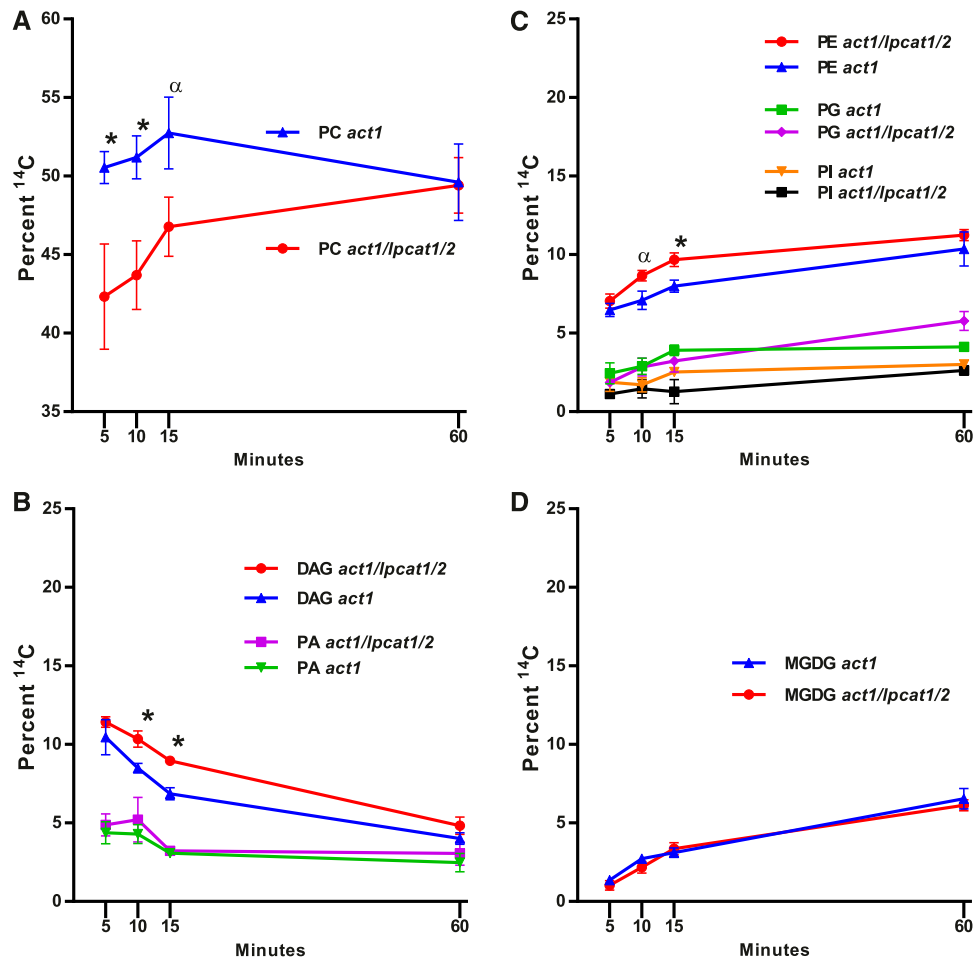 A
Percent ¹⁴C
60
55
50
45
40
35
* * α
PC act1
PC act1/lpcat1/2
5 10 15 60
Minutes
C
Percent ¹⁴C
25
20
15
10
5
0
PE act1/lpcat1/2
PE act1
PG act1
PG act1/lpcat1/2
PI act1
PI act1/lpcat1/2
α *
5 10 15 60
Minutes
B
Percent ¹⁴C
25
20
15
10
5
0
DAG act1/lpcat1/2
DAG act1
PA act1/lpcat1/2
PA act1
* *
5 10 15 60
Minutes
D
Percent ¹⁴C
25
20
15
10
5
0
MGDG act1
MGDG act1/lpcat1/2
5 10 15 60
Minutes